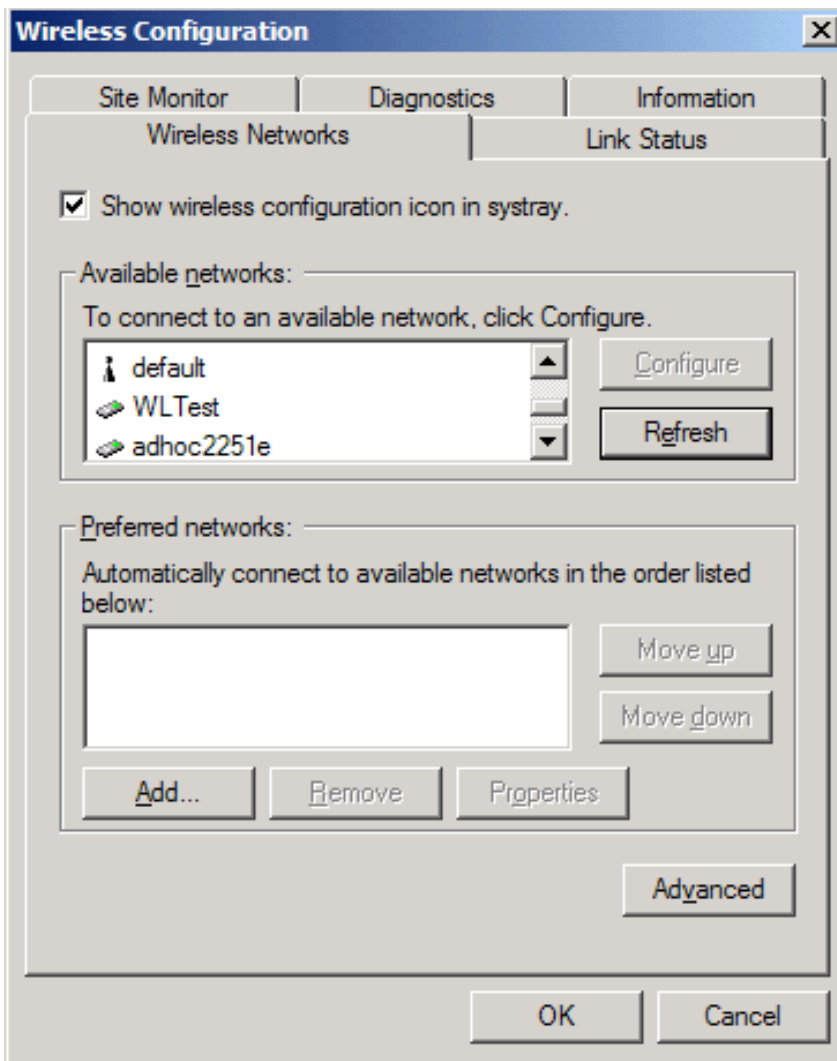 Wireless Configuration
Site Monitor Diagnostics Information
Wireless Networks Link Status
Show wireless configuration icon in systray.
Available networks:
To connect to an available network, click Configure.
default
WLTest
adhoc2251e
Configure
Refresh
Preferred networks:
Automatically connect to available networks in the order listed
below:
Move up
Move down
Add... Remove Properties
Advanced
OK Cancel